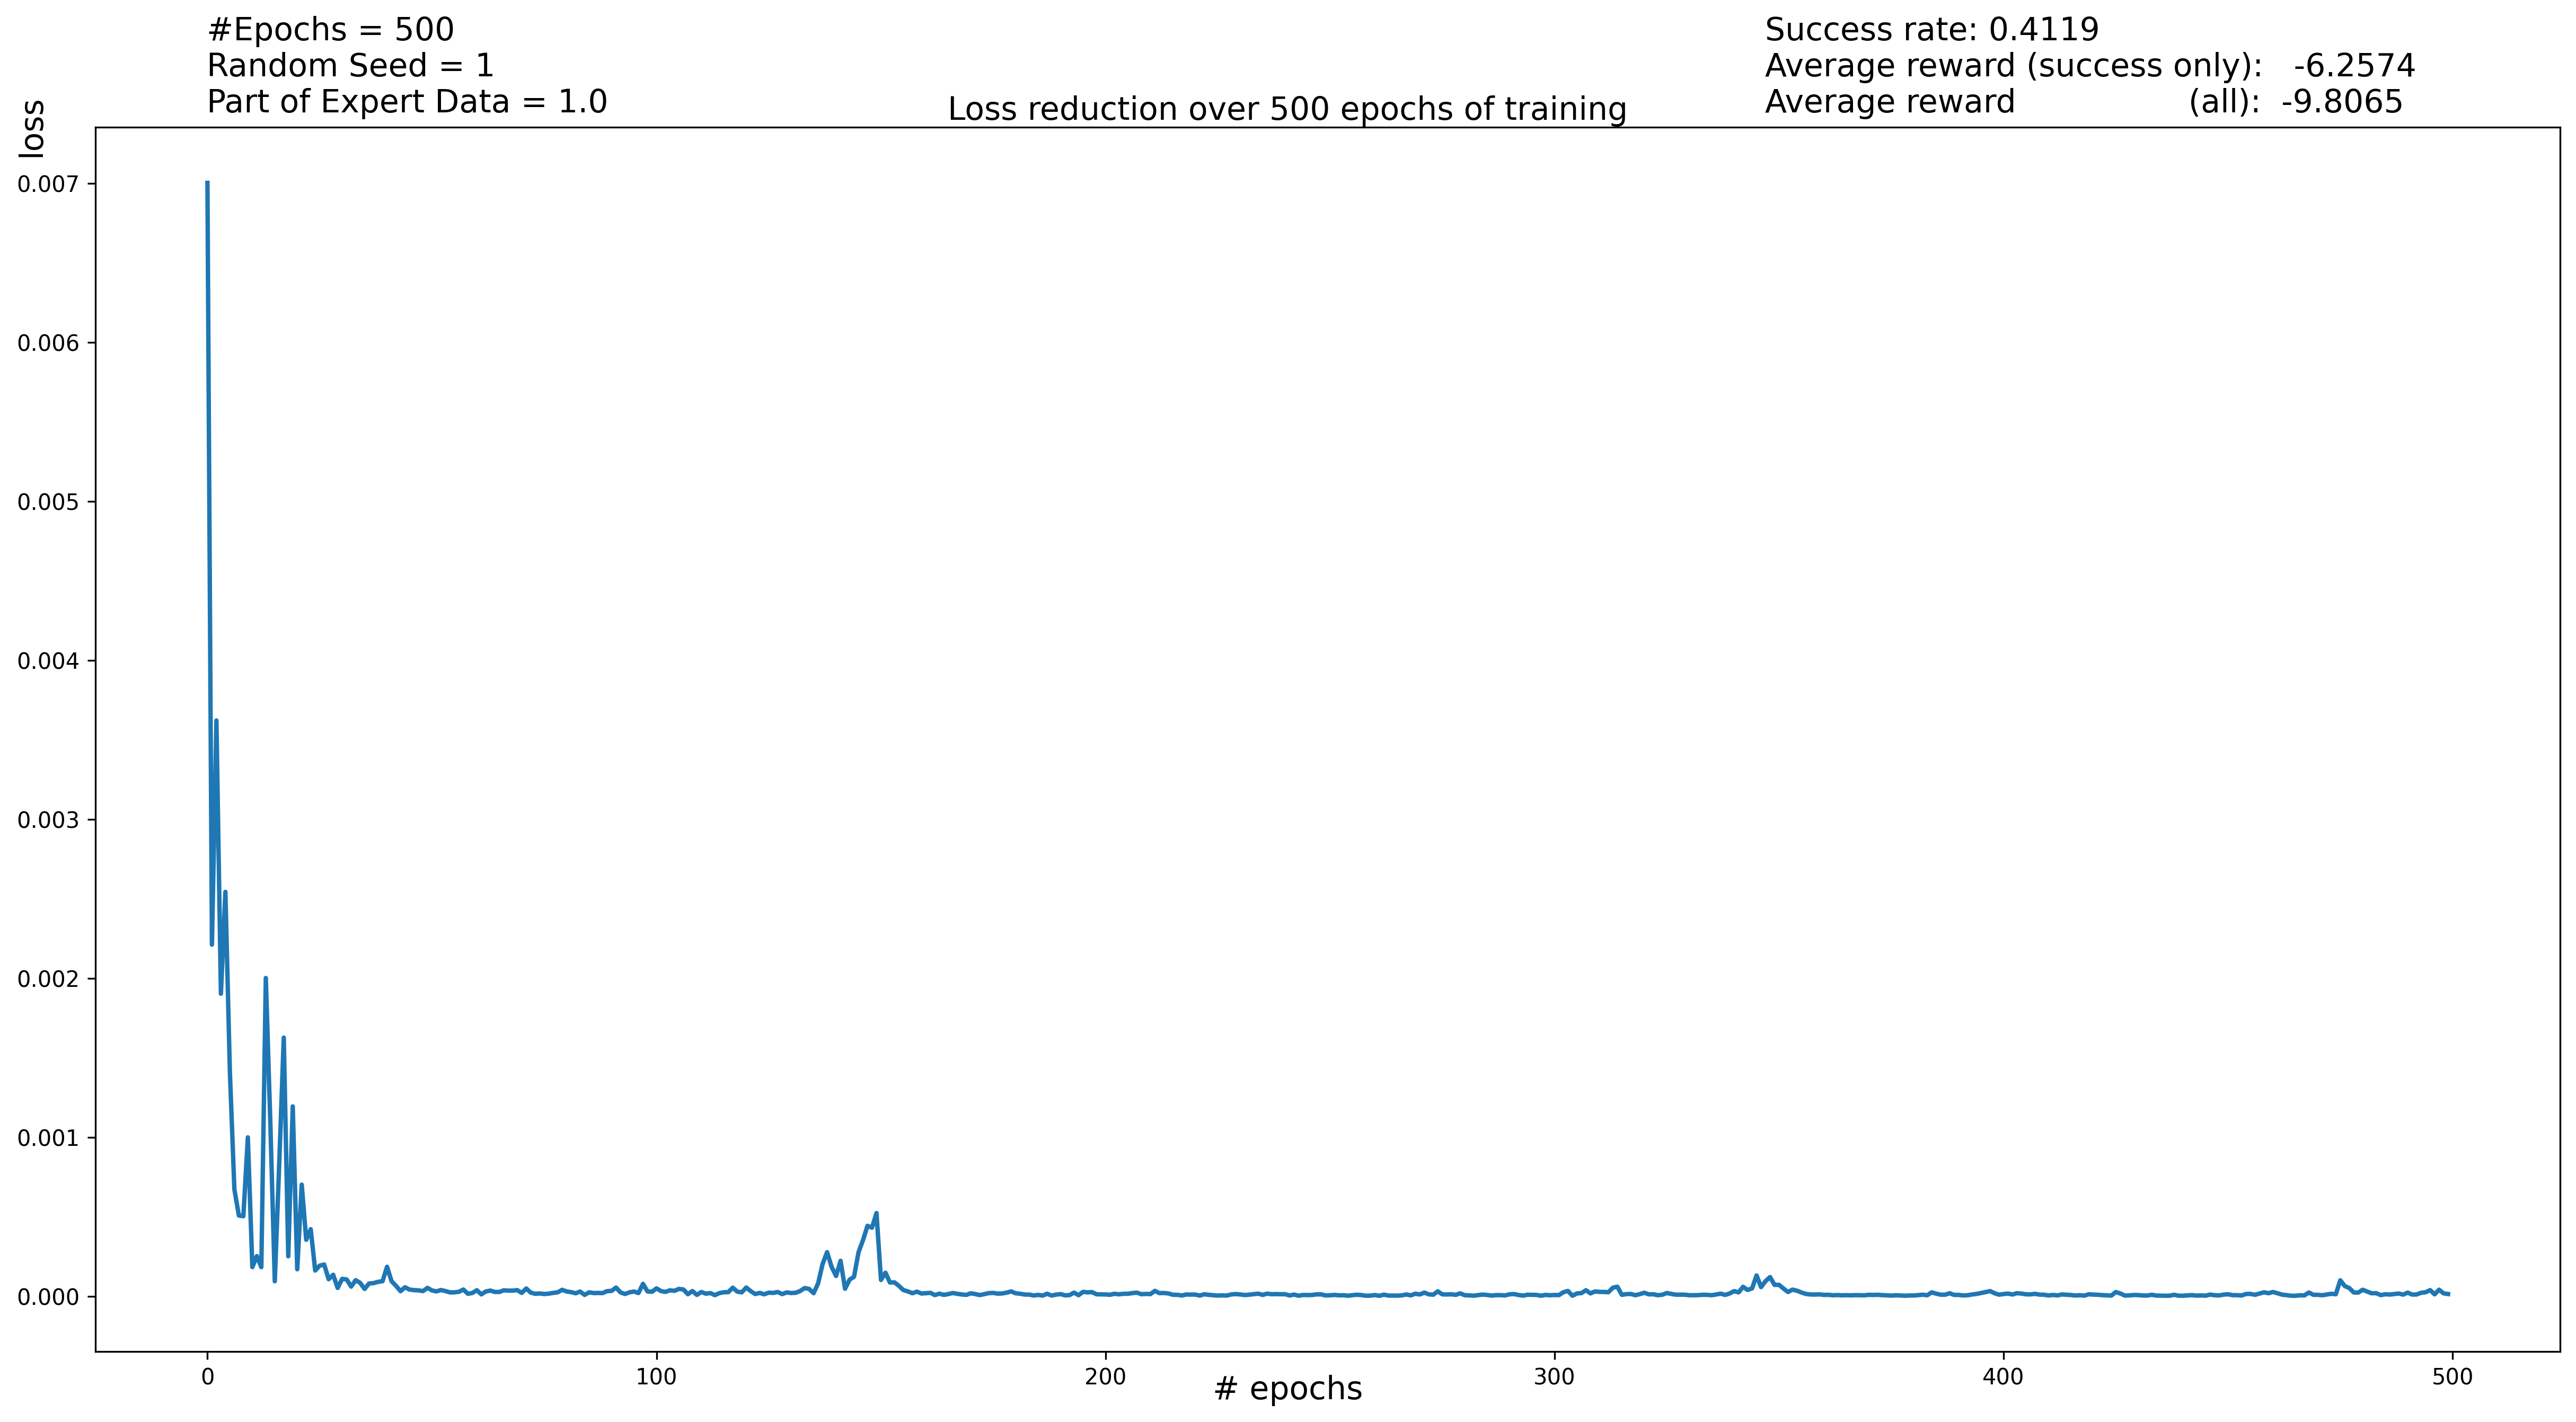 #Epochs = 500
Random Seed = 1
Part of Expert Data = 1.0
Success rate: 0.4119
Average reward (success only): -6.2574
Average reward (all): -9.8065
Loss reduction over 500 epochs of training
loss
0.007
0.006
0.005
0.004
0.003
0.002
0.001
0.000
0 100 200 300 400 500
# epochs